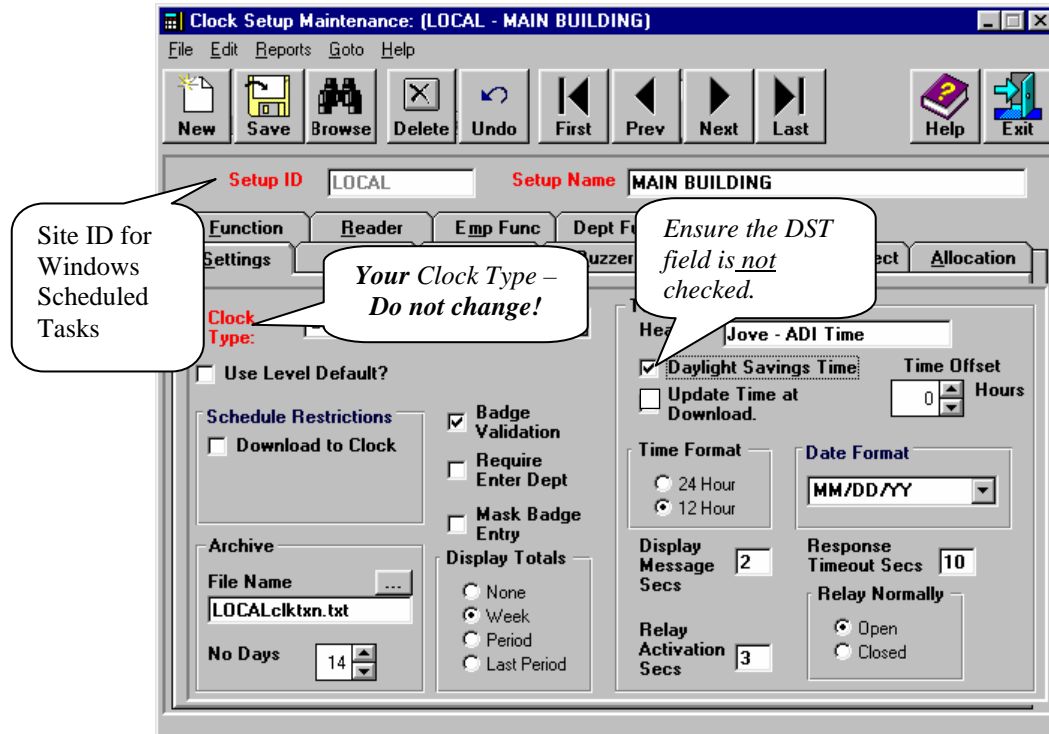 Clock Setup Maintenance: (LOCAL - MAIN BUILDING)
File Edit Reports Goto Help
New Save Browse Delete Undo First Prev Next Last Help Exit
Setup ID LOCAL Setup Name MAIN BUILDING
Site ID for
Windows
Scheduled
Tasks
Function Reader Emp Func Dept
Settings Allocation
Your Clock Type –
Do not change!
Ensure the DST
field is not
checked.
Clock
Type:
Use Level Default?
Schedule Restrictions
Download to Clock
Badge
Validation
Require
Enter Dept
Mask Badge
Entry
Archive
File Name ...
LOCALclktxn.txt
No Days 14
Display Totals
None
Week
Period
Last Period
Jove - ADI Time
Daylight Savings Time
Update Time at
Download.
Time Offset
0 Hours
Time Format
24 Hour
12 Hour
Date Format
MM/DD/YY
Display
Message
Secs 2
Response
Timeout Secs 10
Relay
Activation
Secs 3
Relay Normally
Open
Closed